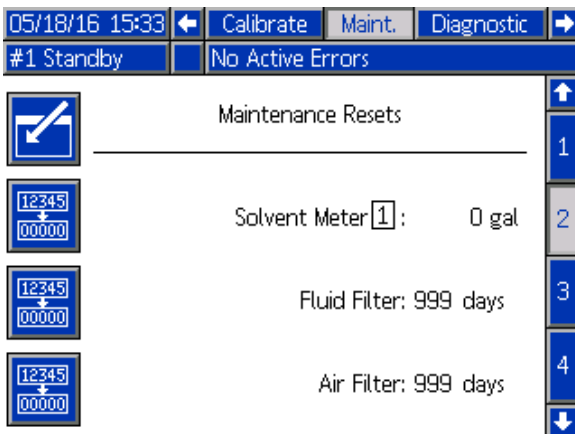 05/18/16 15:33 Calibrate Maint. Diagnostic
#1 Standby No Active Errors
Maintenance Resets
1
12345
00000
Solvent Meter 1 : 0 gal
2
12345
00000
Fluid Filter: 999 days
3
12345
00000
Air Filter: 999 days
4